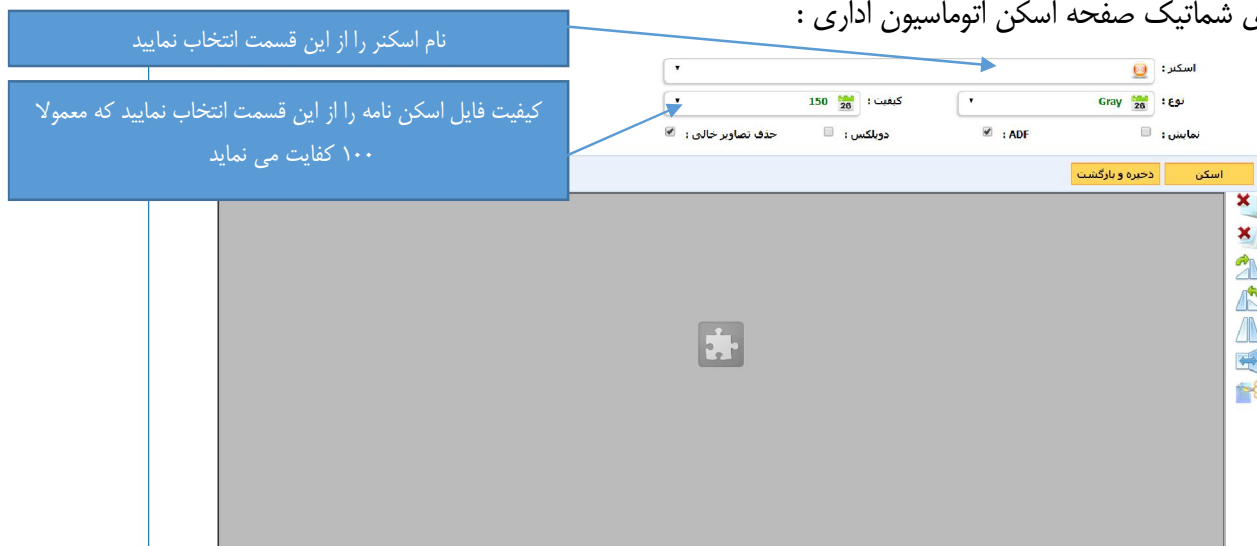 ی شماتیک صفحه اسکن اتوماسیون اداری :
نام اسکنر را از این قسمت انتخاب نمایید
کیفیت فایل اسکن نامه را از این قسمت انتخاب نمایید که معمولا
۱۰۰ کفایت می نماید
اسکنر :
نوع : Gray کیفیت : 150
نمایش : ADF : دوپلکس : حذف تصاویر خالی :
اسکن ذخیره و بازگشت